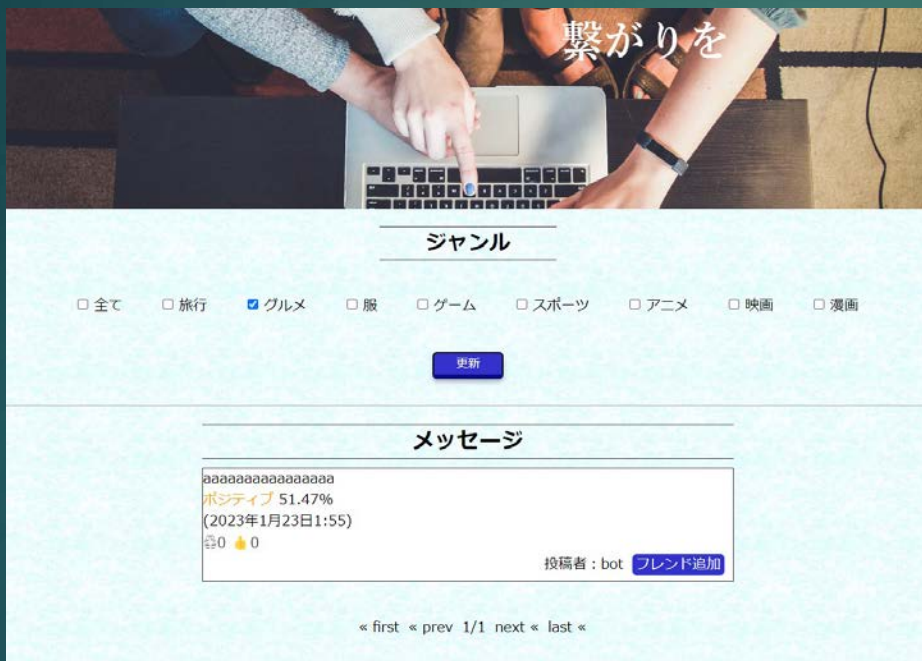 繋がりを
ジャンル
全て 旅行 グルメ 服 ゲーム スポーツ アニメ 映画 漫画
更新
メッセージ
aaaaaaaaaaaaaaaa
ポジティブ 51.47%
(2023年1月23日1:55)
♲0 👍0
投稿者：bot フレンド追加
« first « prev 1/1 next « last «